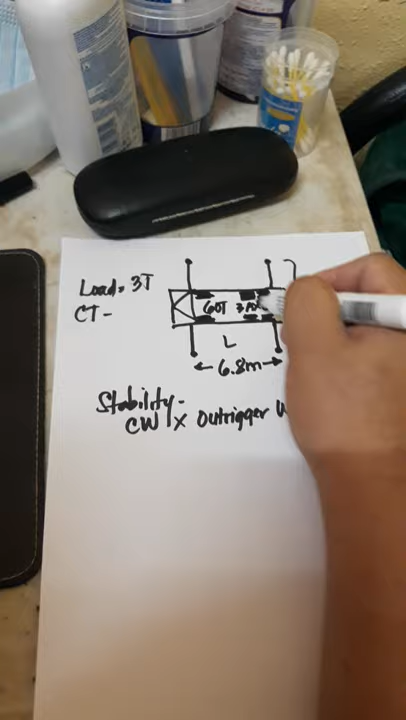 Load = 3T
CT -
60T
L
6.8m
Stability -
CW x Outrigger